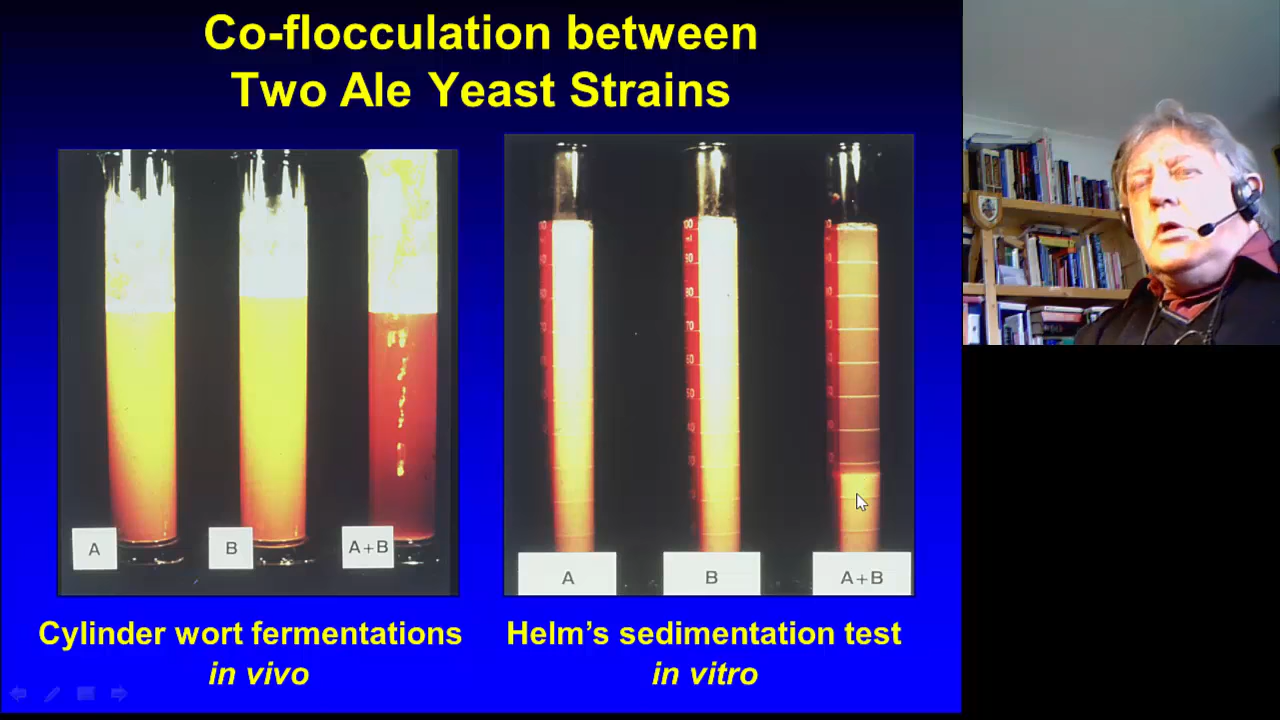 Co-flocculation between
Two Ale Yeast Strains
A
B
A+B
A
B
A+B
Cylinder wort fermentations
in vivo
Helm’s sedimentation test
in vitro